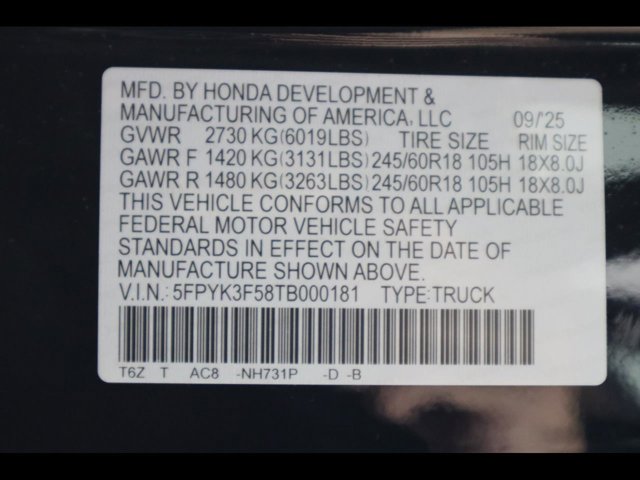 MFD. BY HONDA DEVELOPMENT &
MANUFACTURING OF AMERICA, LLC 09/'25
GVWR 2730 KG(6019LBS) TIRE SIZE RIM SIZE
GAWR F 1420 KG(3131LBS) 245/60R18 105H 18X8.0J
GAWR R 1480 KG(3263LBS) 245/60R18 105H 18X8.0J
THIS VEHICLE CONFORMS TO ALL APPLICABLE
FEDERAL MOTOR VEHICLE SAFETY
STANDARDS IN EFFECT ON THE DATE OF
MANUFACTURE SHOWN ABOVE.
V.I.N.: 5FPYK3F58TB000181 TYPE:TRUCK
T6Z T AC8 -NH731P -D -B